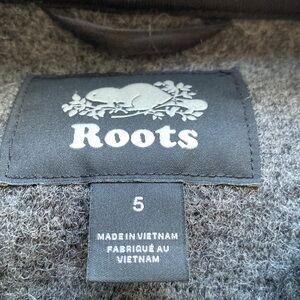 Roots
5
MADE IN VIETNAM
FABRIQUÉ AU
VIETNAM